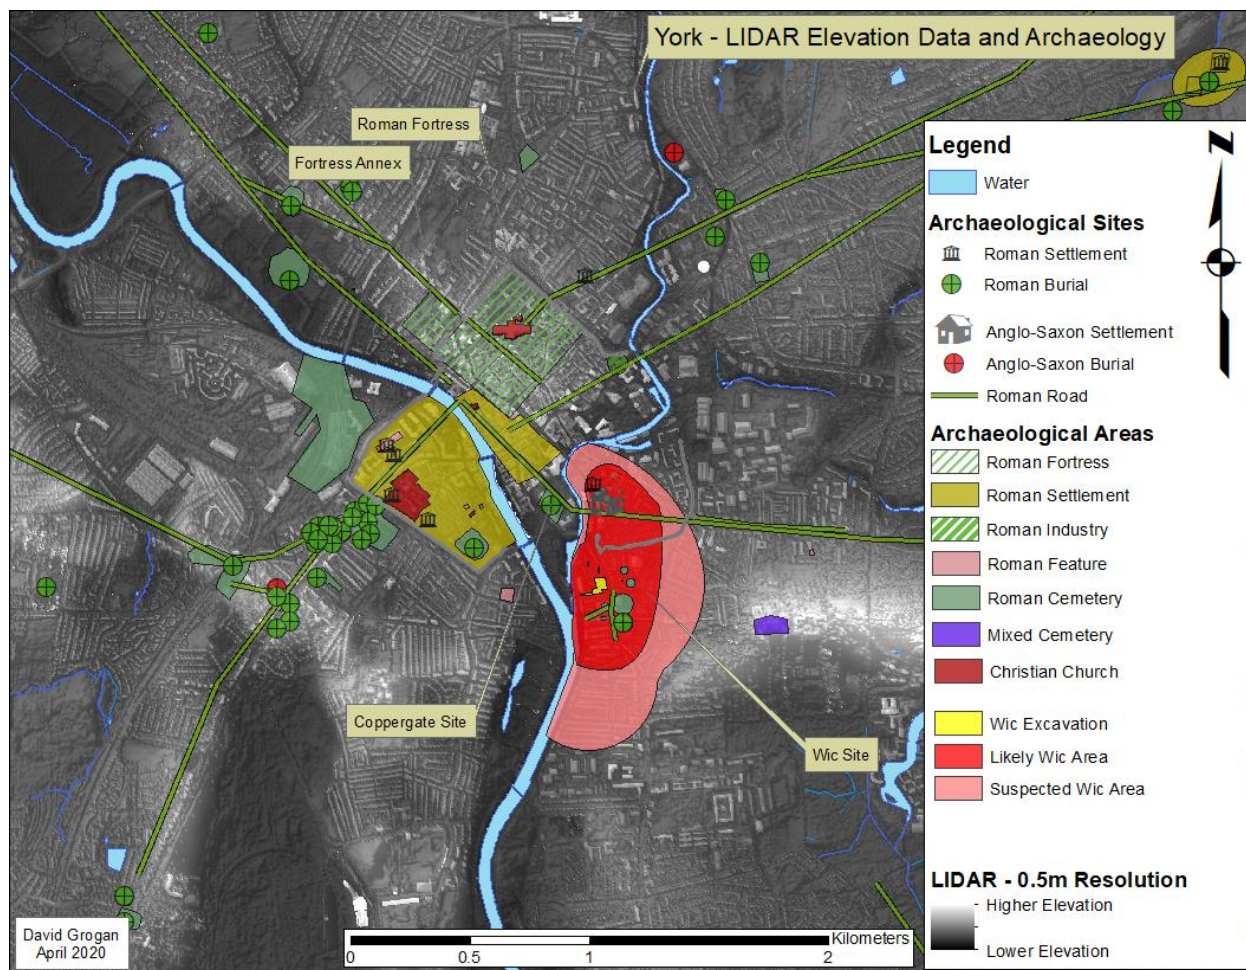 York - LIDAR Elevation Data and Archaeology
Roman Fortress
Fortress Annex
Coppergate Site
Wic Site
Legend
Water
Archaeological Sites
Roman Settlement
Roman Burial
Anglo-Saxon Settlement
Anglo-Saxon Burial
Roman Road
Archaeological Areas
Roman Fortress
Roman Settlement
Roman Industry
Roman Feature
Roman Cemetery
Mixed Cemetery
Christian Church
Wic Excavation
Likely Wic Area
Suspected Wic Area
LIDAR - 0.5m Resolution
Higher Elevation
Lower Elevation
N
David Grogan
April 2020
Kilometers
0 0.5 1 2